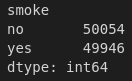 smoke
no 50054
yes 49946
dtype: int64